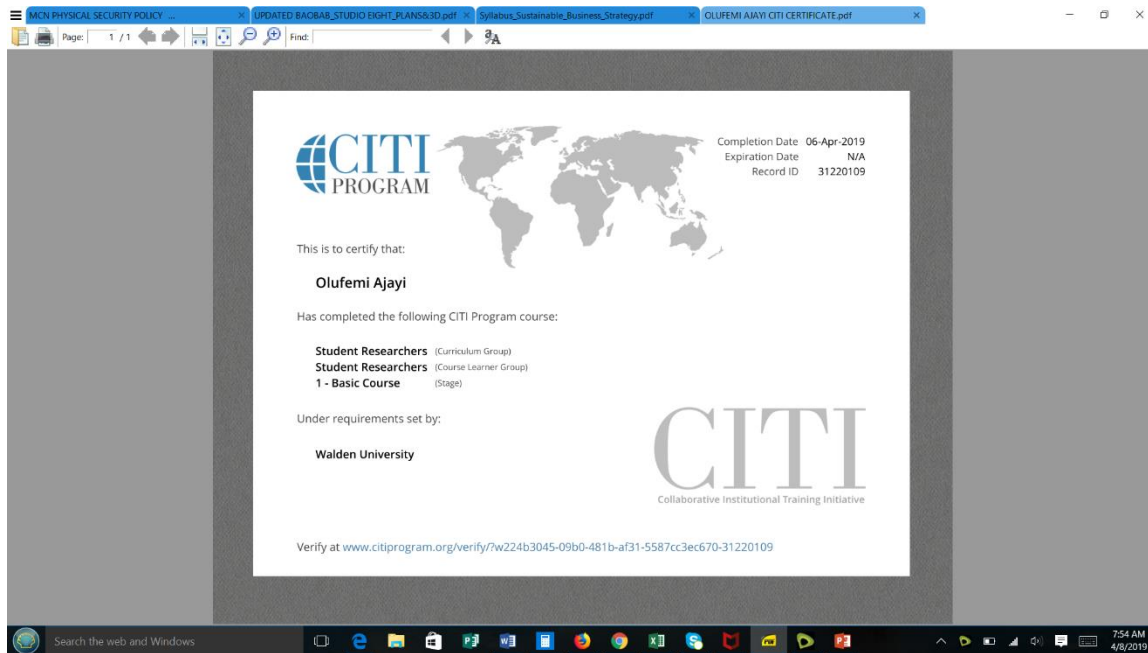 MCN PHYSICAL SECURITY POLICY ...
UPDATED BAOBAB_STUDIO EIGHT_PLANS&3D.pdf
Syllabus_Sustainable_Business_Strategy.pdf
OLUFEMI AJAYI CITI CERTIFICATE.pdf
Page: 1 / 1 Find:
CITI
PROGRAM
Completion Date 06-Apr-2019
Expiration Date N/A
Record ID 31220109
This is to certify that:
Olufemi Ajayi
Has completed the following CITI Program course:
Student Researchers (Curriculum Group)
Student Researchers (Course Learner Group)
1 - Basic Course (Stage)
Under requirements set by:
Walden University
CITI
Collaborative Institutional Training Initiative
Verify at www.citiprogram.org/verify/?w224b3045-09b0-481b-af31-5587cc3ec670-31220109
Search the web and Windows
7:54 AM
4/8/2019